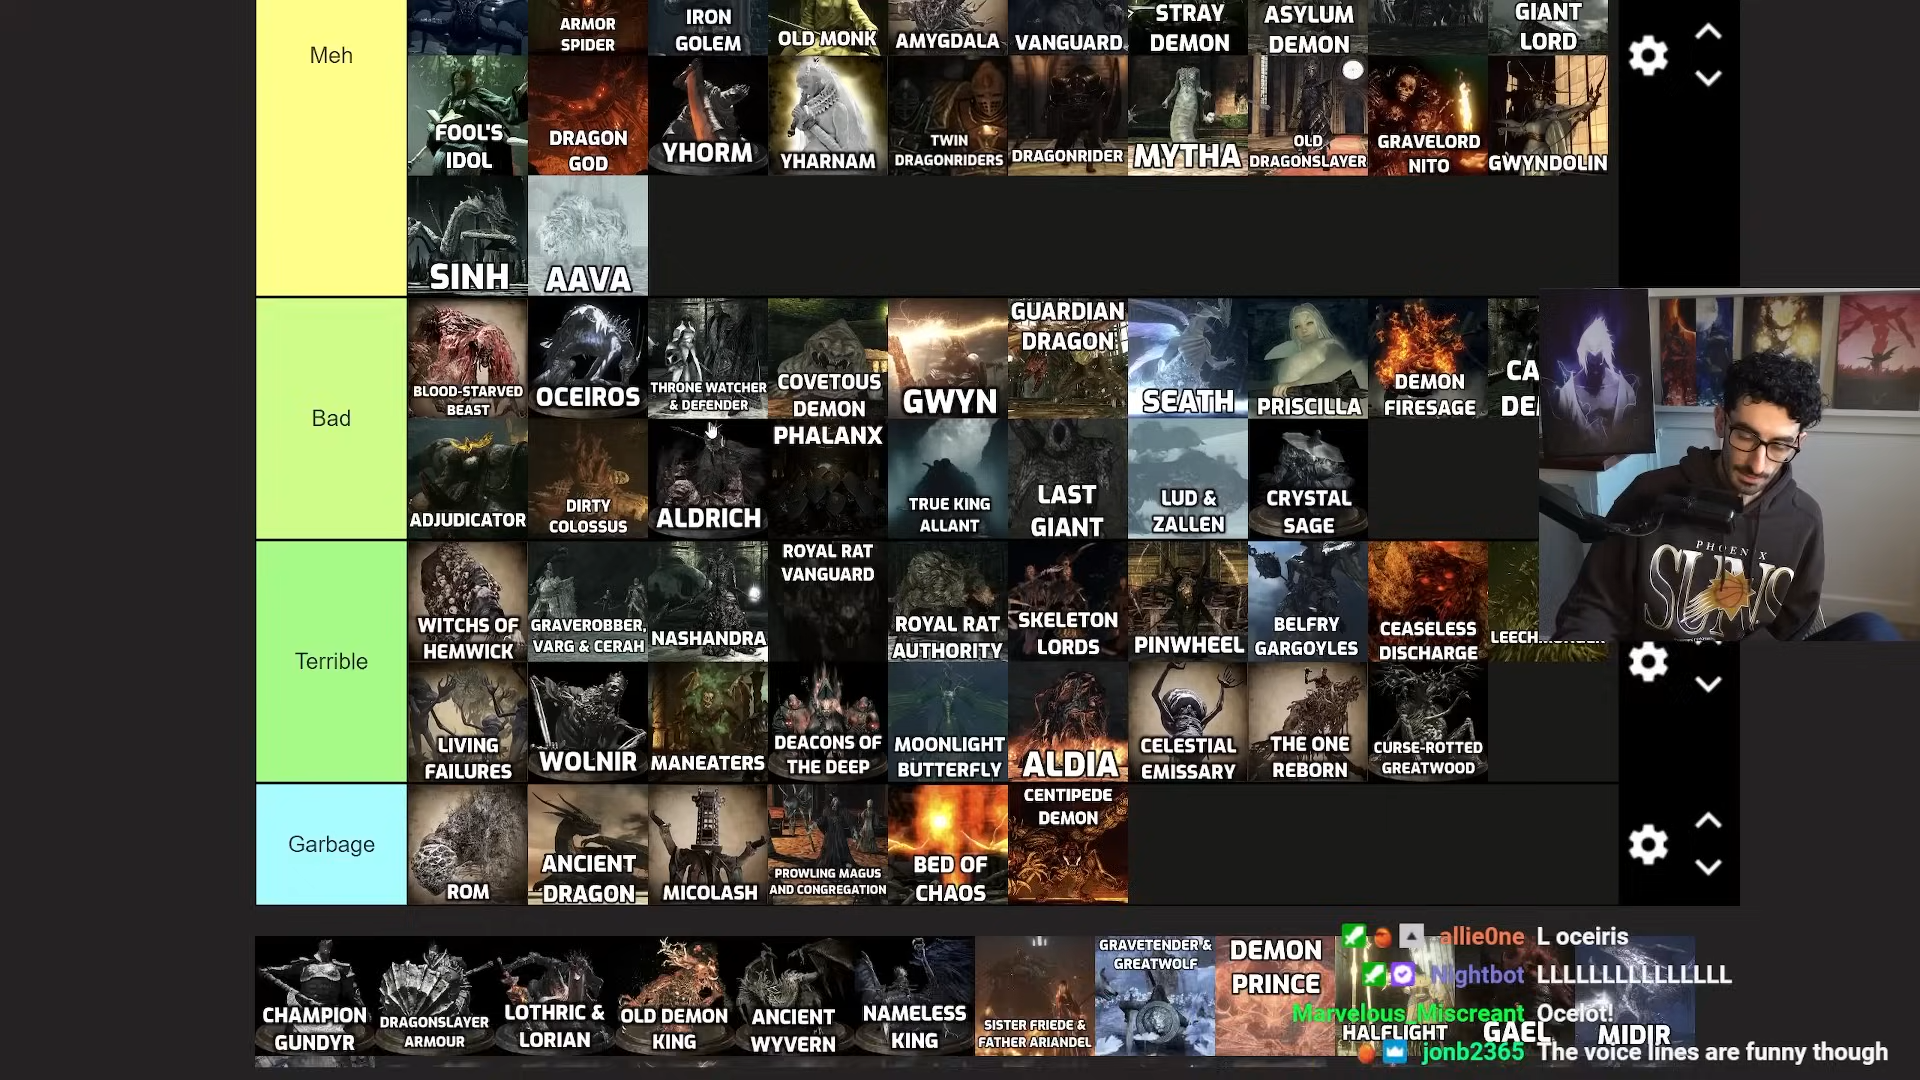 Meh
ARMOR
SPIDER
IRON
GOLEM
OLD MONK
AMYGDALA
VANGUARD
STRAY
DEMON
ASYLUM
DEMON
GIANT
LORD
FOOL'S
IDOL
DRAGON
GOD
YHORM
YHARNAM
TWIN
DRAGONRIDERS
DRAGONRIDER
MYTHA
OLD
DRAGONSLAYER
GRAVELORD
NITO
GWYNDOLIN
SINH
AAVA
Bad
BLOOD-STARVED
BEAST
OCEIROS
THRONE WATCHER
& DEFENDER
COVETOUS
DEMON
GWYN
GUARDIAN
DRAGON
SEATH
PRISCILLA
DEMON
FIRESAGE
CA
DE
ADJUDICATOR
DIRTY
COLOSSUS
ALDRICH
PHALANX
TRUE KING
ALLANT
LAST
GIANT
LUD &
ZALLEN
CRYSTAL
SAGE
PHOENIX
SUNS
Terrible
WITCHS OF
HEMWICK
GRAVEROBBER,
VARG & CERAH
NASHANDRA
ROYAL RAT
VANGUARD
ROYAL RAT
AUTHORITY
SKELETON
LORDS
PINWHEEL
BELFRY
GARGOYLES
CEASELESS
DISCHARGE
LIVING
FAILURES
WOLNIR
MANEATERS
DEACONS OF
THE DEEP
MOONLIGHT
BUTTERFLY
ALDIA
CELESTIAL
EMISSARY
THE ONE
REBORN
CURSE-ROTTED
GREATWOOD
Garbage
ROM
ANCIENT
DRAGON
MICOLASH
PROWLING MAGUS
AND CONGREGATION
BED OF
CHAOS
CENTIPEDE
DEMON
CHAMPION
GUNDYR
DRAGONSLAYER
ARMOUR
LOTHRIC &
LORIAN
OLD DEMON
KING
ANCIENT
WYVERN
NAMELESS
KING
SISTER FRIEDE &
FATHER ARIANDEL
GRAVETENDER &
GREATWOLF
DEMON
PRINCE
HALFLIGHT
GAEL
MIDIR
allie0ne L oceiris
Nightbot LLLLLLLLLLLLLLL
Marvelous_Miscreant Ocelot!
jonb2365 The voice lines are funny though